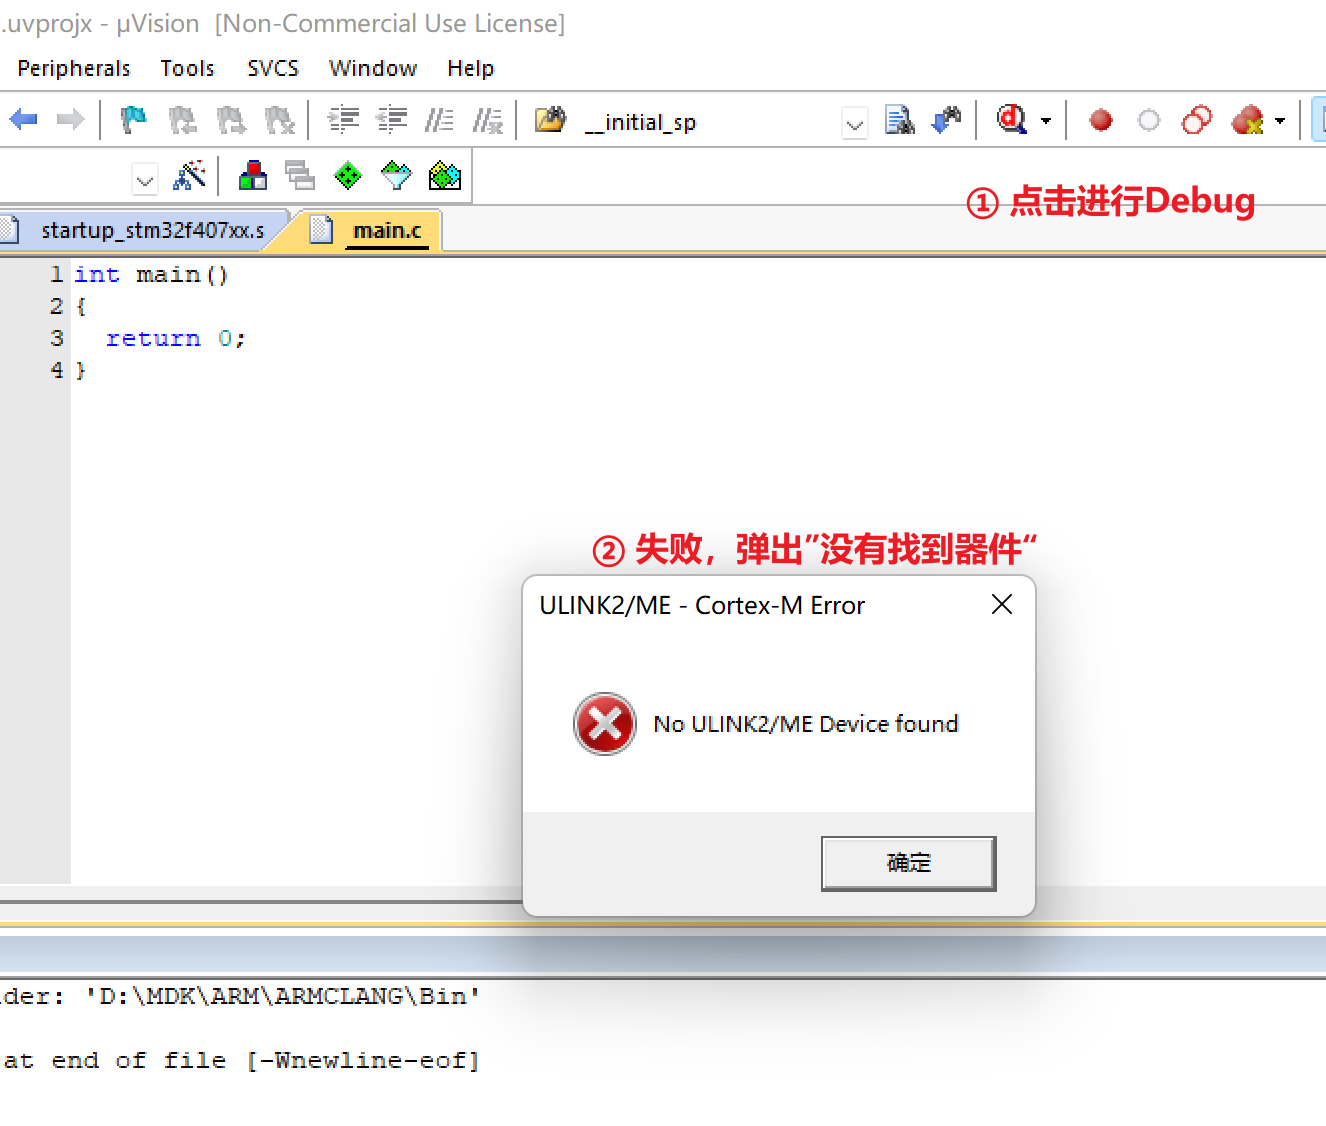 .uvprojx - µVision [Non-Commercial Use License]
Peripherals Tools SVCS Window Help
__initial_sp
① 点击进行Debug
startup_stm32f407xx.s main.c
1 int main()
2 {
3 return 0;
4 }
② 失败，弹出”没有找到器件“
ULINK2/ME - Cortex-M Error
No ULINK2/ME Device found
确定
der: 'D:\MDK\ARM\ARMCLANG\Bin'
at end of file [-Wnewline-eof]